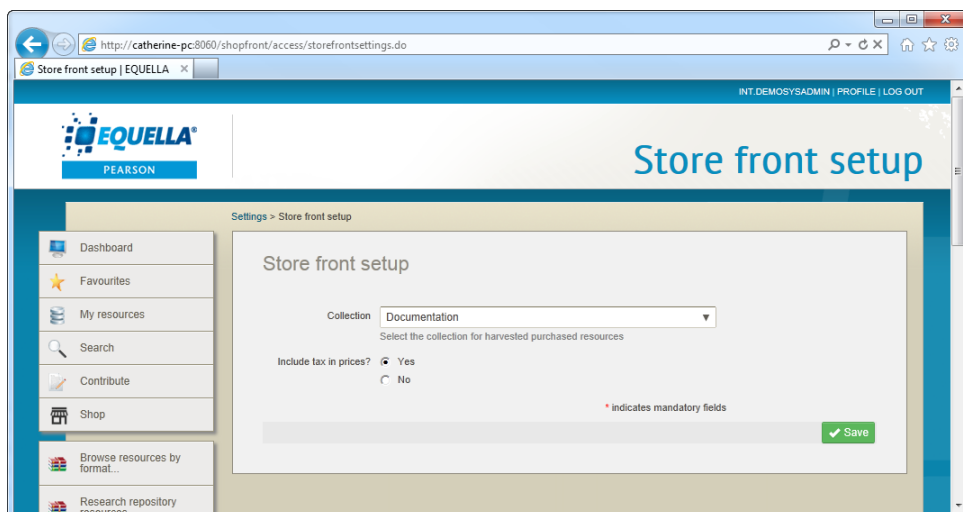 http://catherine-pc:8060/shopfront/access/storefrontsettings.do
Store front setup | EQUELLA
INT.DEMOSYSADMIN | PROFILE | LOG OUT
EQUELLA®
PEARSON
Store front setup
Settings > Store front setup
Dashboard
Favourites
My resources
Search
Contribute
Shop
Browse resources by
format...
Research repository
resources
Store front setup
Collection
Documentation
Select the collection for harvested purchased resources
Include tax in prices?
Yes
No
* indicates mandatory fields
Save